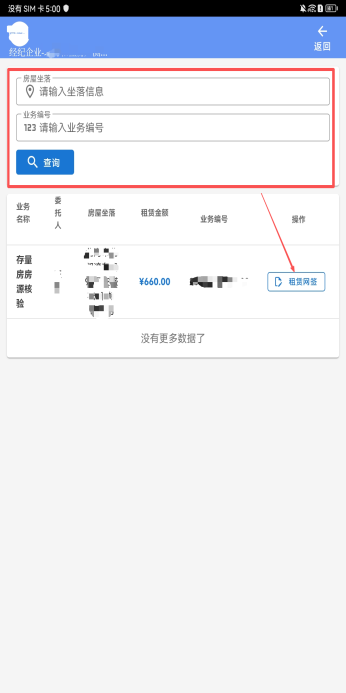 没有 SIM 卡 5:00
经纪企业-
返回
房屋坐落
请输入坐落信息
业务编号
123 请输入业务编号
查询
业务名称
委托人
房屋坐落
租赁金额
业务编号
操作
存量房房源核验
¥660.00
租赁网签
没有更多数据了